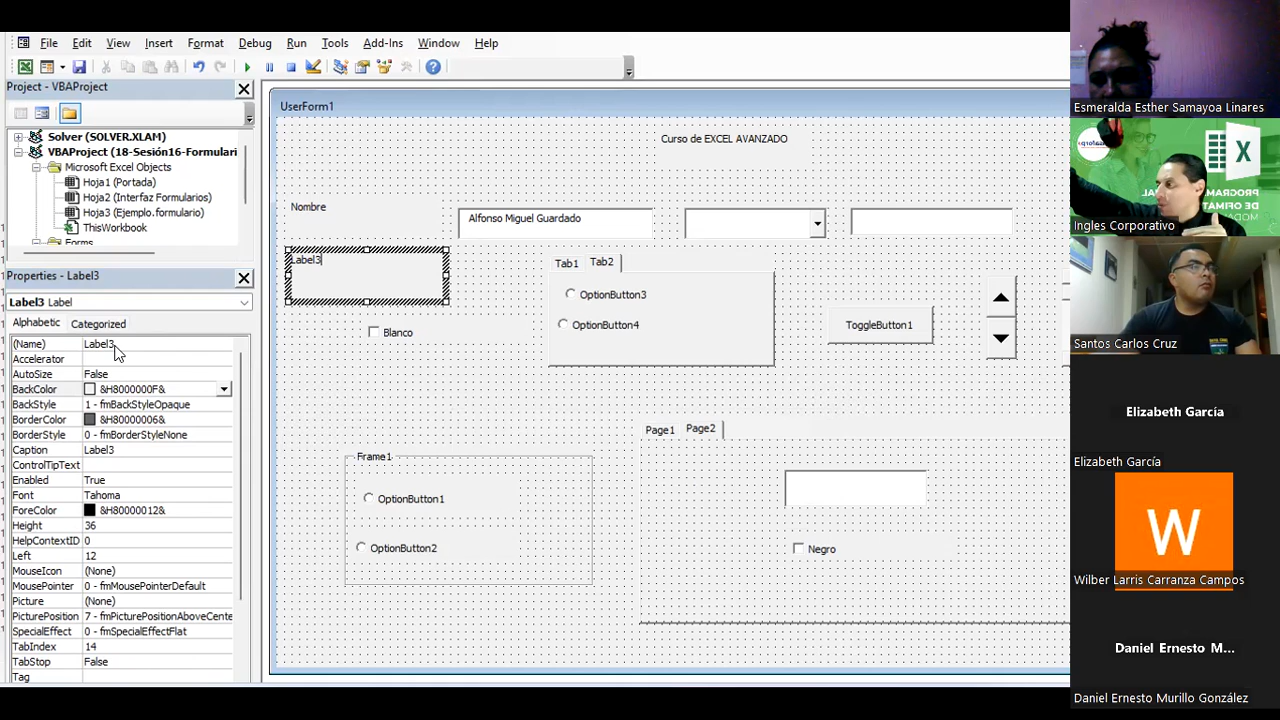 File Edit View Insert Format Debug Run Tools Add-Ins Window Help
Project - VBAProject
Solver (SOLVER.XLAM)
VBAProject (18-Sesión16-Formulari
Microsoft Excel Objects
Hoja1 (Portada)
Hoja2 (Interfaz Formularios)
Hoja3 (Ejemplo.formulario)
ThisWorkbook
Forms
Properties - Label3
Label3 Label
Alphabetic Categorized
(Name) Label3
Accelerator
AutoSize False
BackColor &H8000000F&
BackStyle 1 - fmBackStyleOpaque
BorderColor &H80000006&
BorderStyle 0 - fmBorderStyleNone
Caption Label3
ControlTipText
Enabled True
Font Tahoma
ForeColor &H80000012&
Height 36
HelpContextID 0
Left 12
MouseIcon (None)
MousePointer 0 - fmMousePointerDefault
Picture (None)
PicturePosition 7 - fmPicturePositionAboveCente
SpecialEffect 0 - fmSpecialEffectFlat
TabIndex 14
TabStop False
Tag
UserForm1
Curso de EXCEL AVANZADO
Nombre
Alfonso Miguel Guardado
Label3
Tab1 Tab2
OptionButton3
OptionButton4
Blanco
ToggleButton1
Page1 Page2
Frame1
OptionButton1
OptionButton2
Negro
Esmeralda Esther Samayoa Linares
Ingles Corporativo
Santos Carlos Cruz
Elizabeth García
Elizabeth García
W
Wilber Larris Carranza Campos
Daniel Ernesto M...
Daniel Ernesto Murillo González